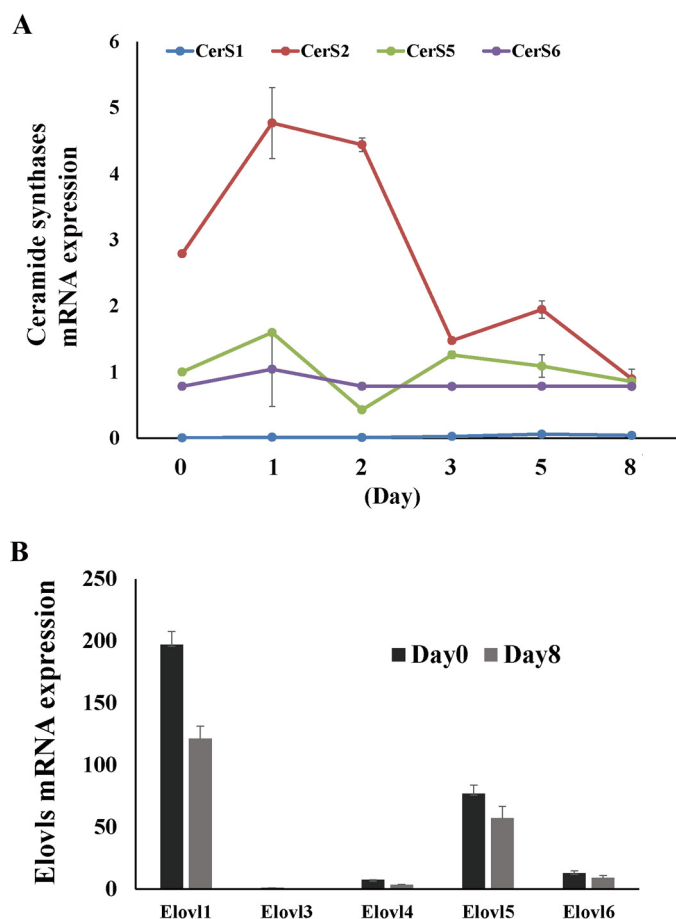 A
CerS1 CerS2 CerS5 CerS6
Ceramide synthases
mRNA expression
6
5
4
3
2
1
0
0 1 2 3 5 8
(Day)
B
Elovls mRNA expression
250
200
150
100
50
0
Day0 Day8
Elovl1 Elovl3 Elovl4 Elovl5 Elovl6